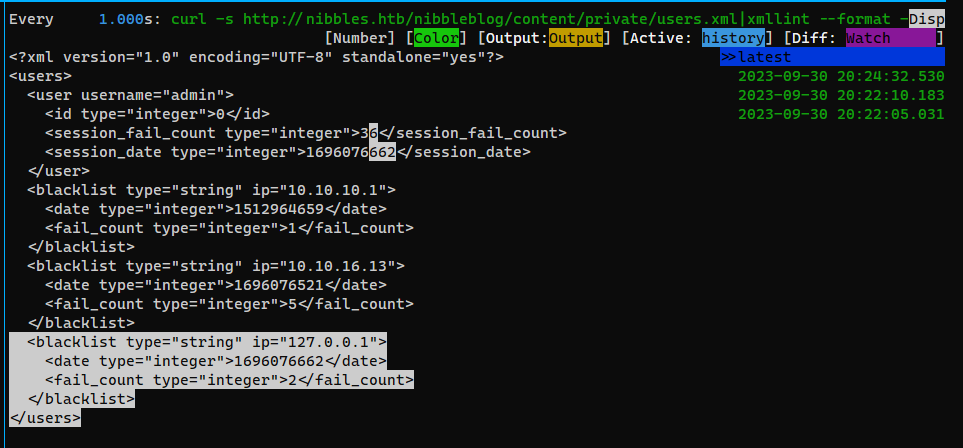 Every     1.000s: curl -s http://nibbles.htb/nibbleblog/content/private/users.xml|xmllint --format -Disp
[Number] [Color] [Output:Output] [Active: history] [Diff: Watch     ]
<?xml version="1.0" encoding="UTF-8" standalone="yes"?>     >>latest
<users>     2023-09-30 20:24:32.530
  <user username="admin">     2023-09-30 20:22:10.183
    <id type="integer">0</id>     2023-09-30 20:22:05.031
    <session_fail_count type="integer">36</session_fail_count>
    <session_date type="integer">1696076662</session_date>
  </user>
  <blacklist type="string" ip="10.10.10.1">
    <date type="integer">1512964659</date>
    <fail_count type="integer">1</fail_count>
  </blacklist>
  <blacklist type="string" ip="10.10.16.13">
    <date type="integer">1696076521</date>
    <fail_count type="integer">5</fail_count>
  </blacklist>
  <blacklist type="string" ip="127.0.0.1">
    <date type="integer">1696076662</date>
    <fail_count type="integer">2</fail_count>
  </blacklist>
</users>